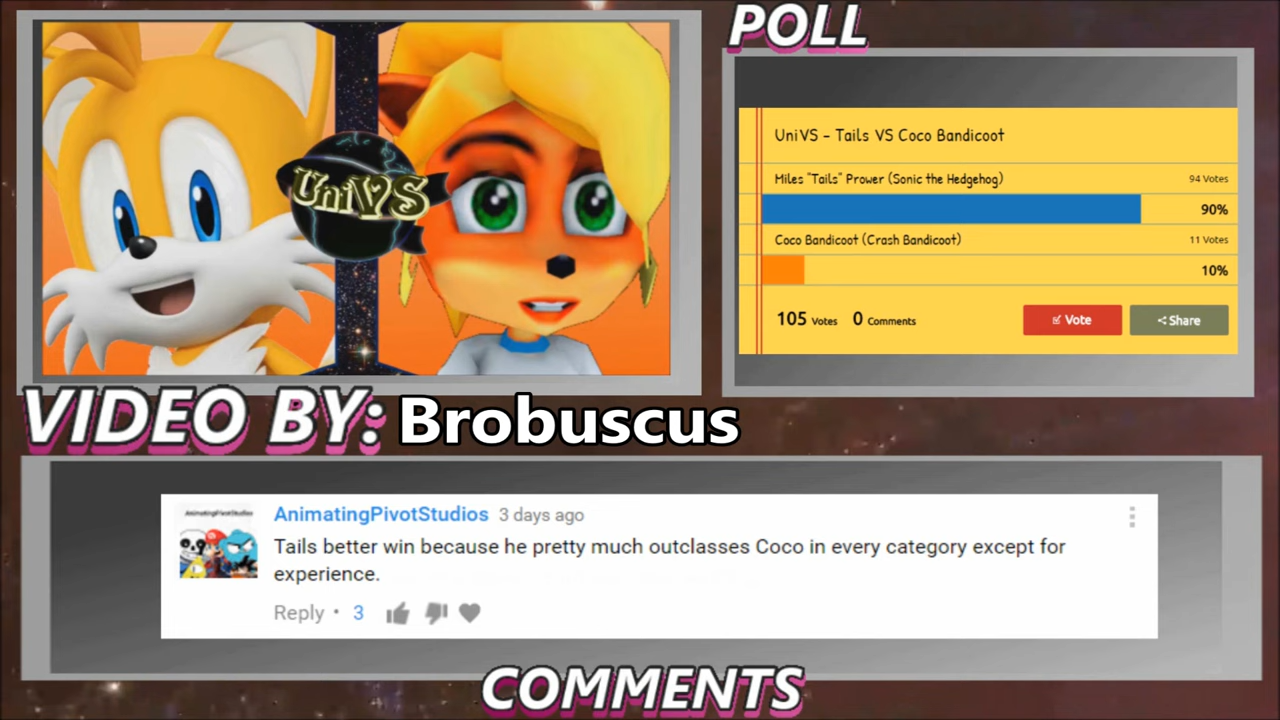 POLL
UniVS
UniVS - Tails VS Coco Bandicoot
Miles "Tails" Prower (Sonic the Hedgehog) 94 Votes
90%
Coco Bandicoot (Crash Bandicoot) 11 Votes
10%
105 Votes 0 Comments Vote Share
VIDEO BY: Brobuscus
AnimatingPivotStudios
AnimatingPivotStudios 3 days ago
Tails better win because he pretty much outclasses Coco in every category except for
experience.
Reply • 3
COMMENTS